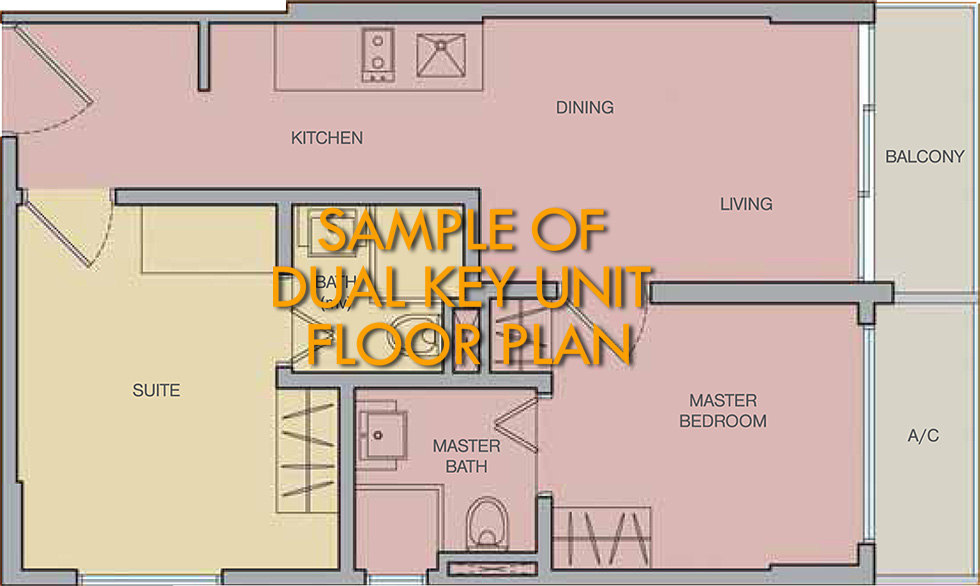 DINING
KITCHEN
BALCONY
LIVING
SAMPLE OF
DUAL KEY UNIT
FLOOR PLAN
BATH
SUITE
MASTER
BEDROOM
MASTER
BATH
A/C